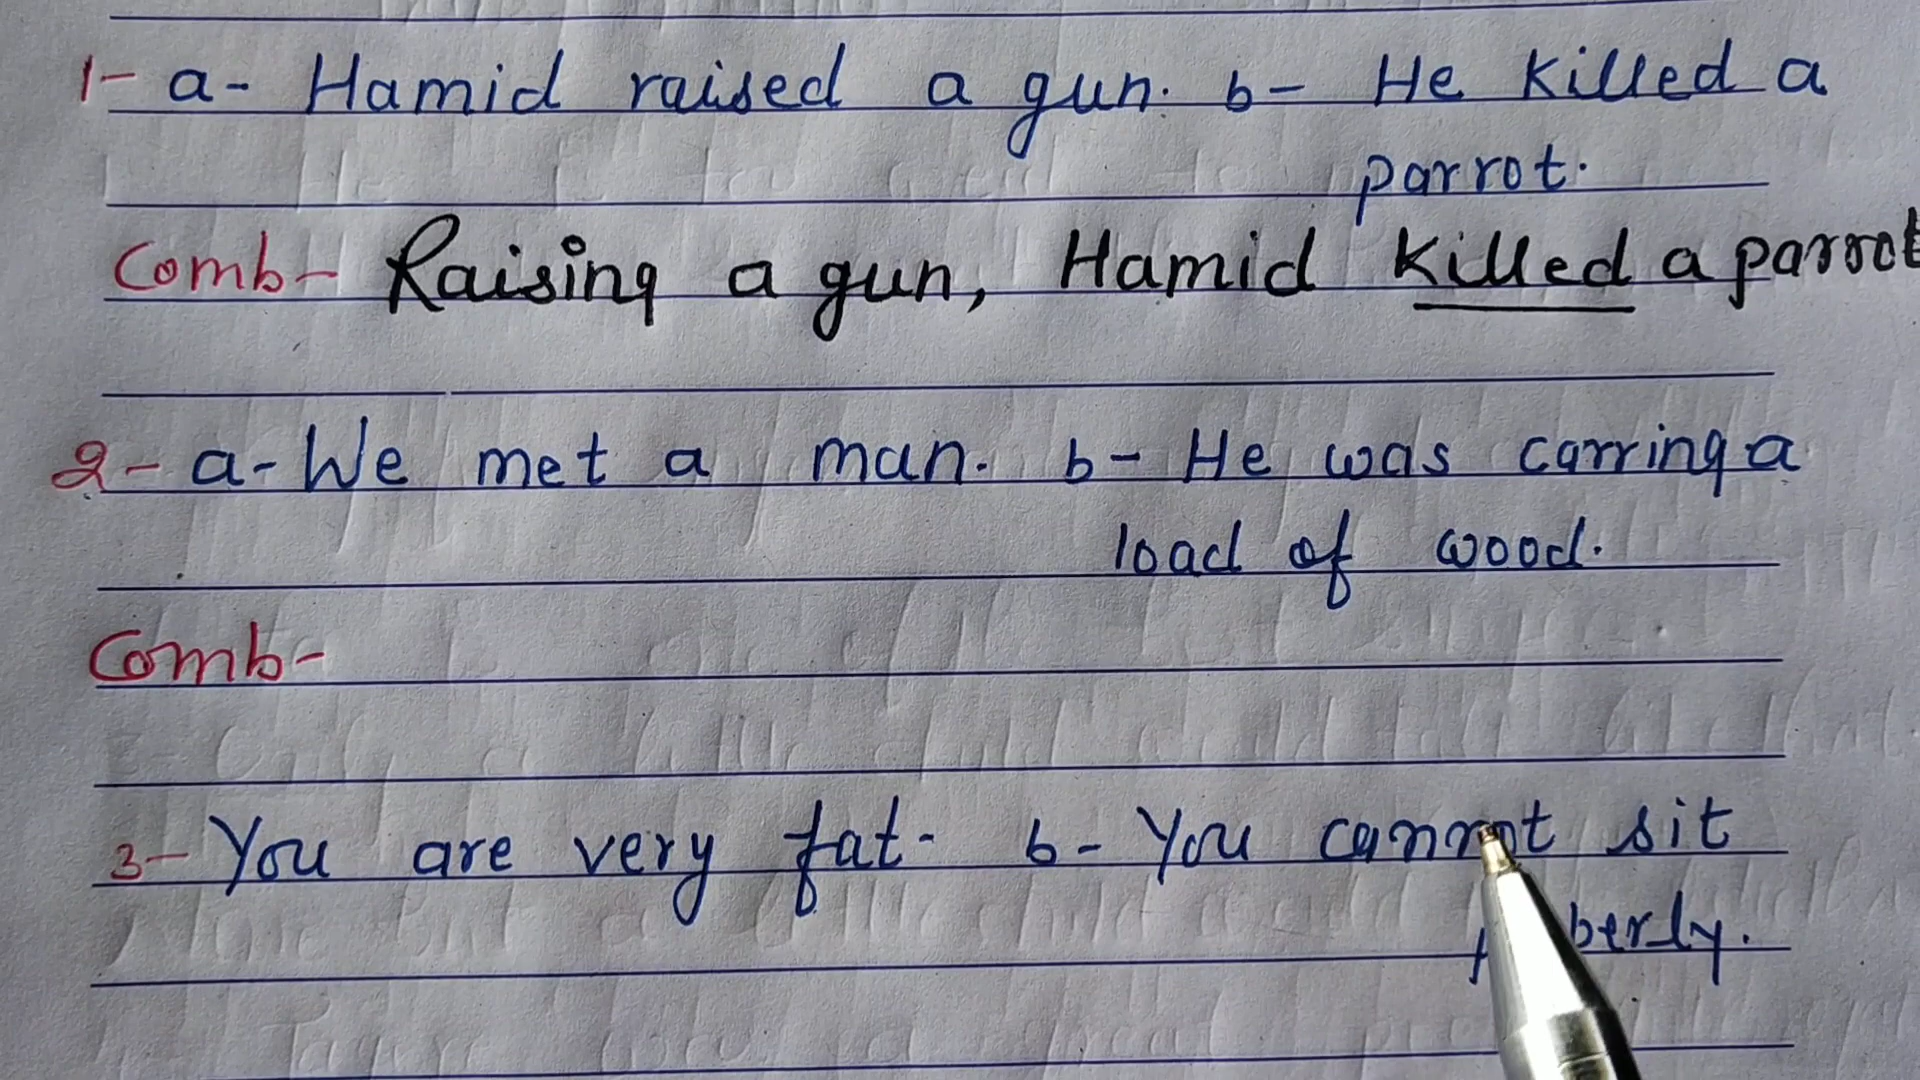 1- a- Hamid raised a gun. b- He killed a
parrot.
Comb- Raising a gun, Hamid killed a parrot
2- a- We met a man. b- He was carring a
load of wood.
Comb-
3- You are very fat- b- You cannot sit
berly.